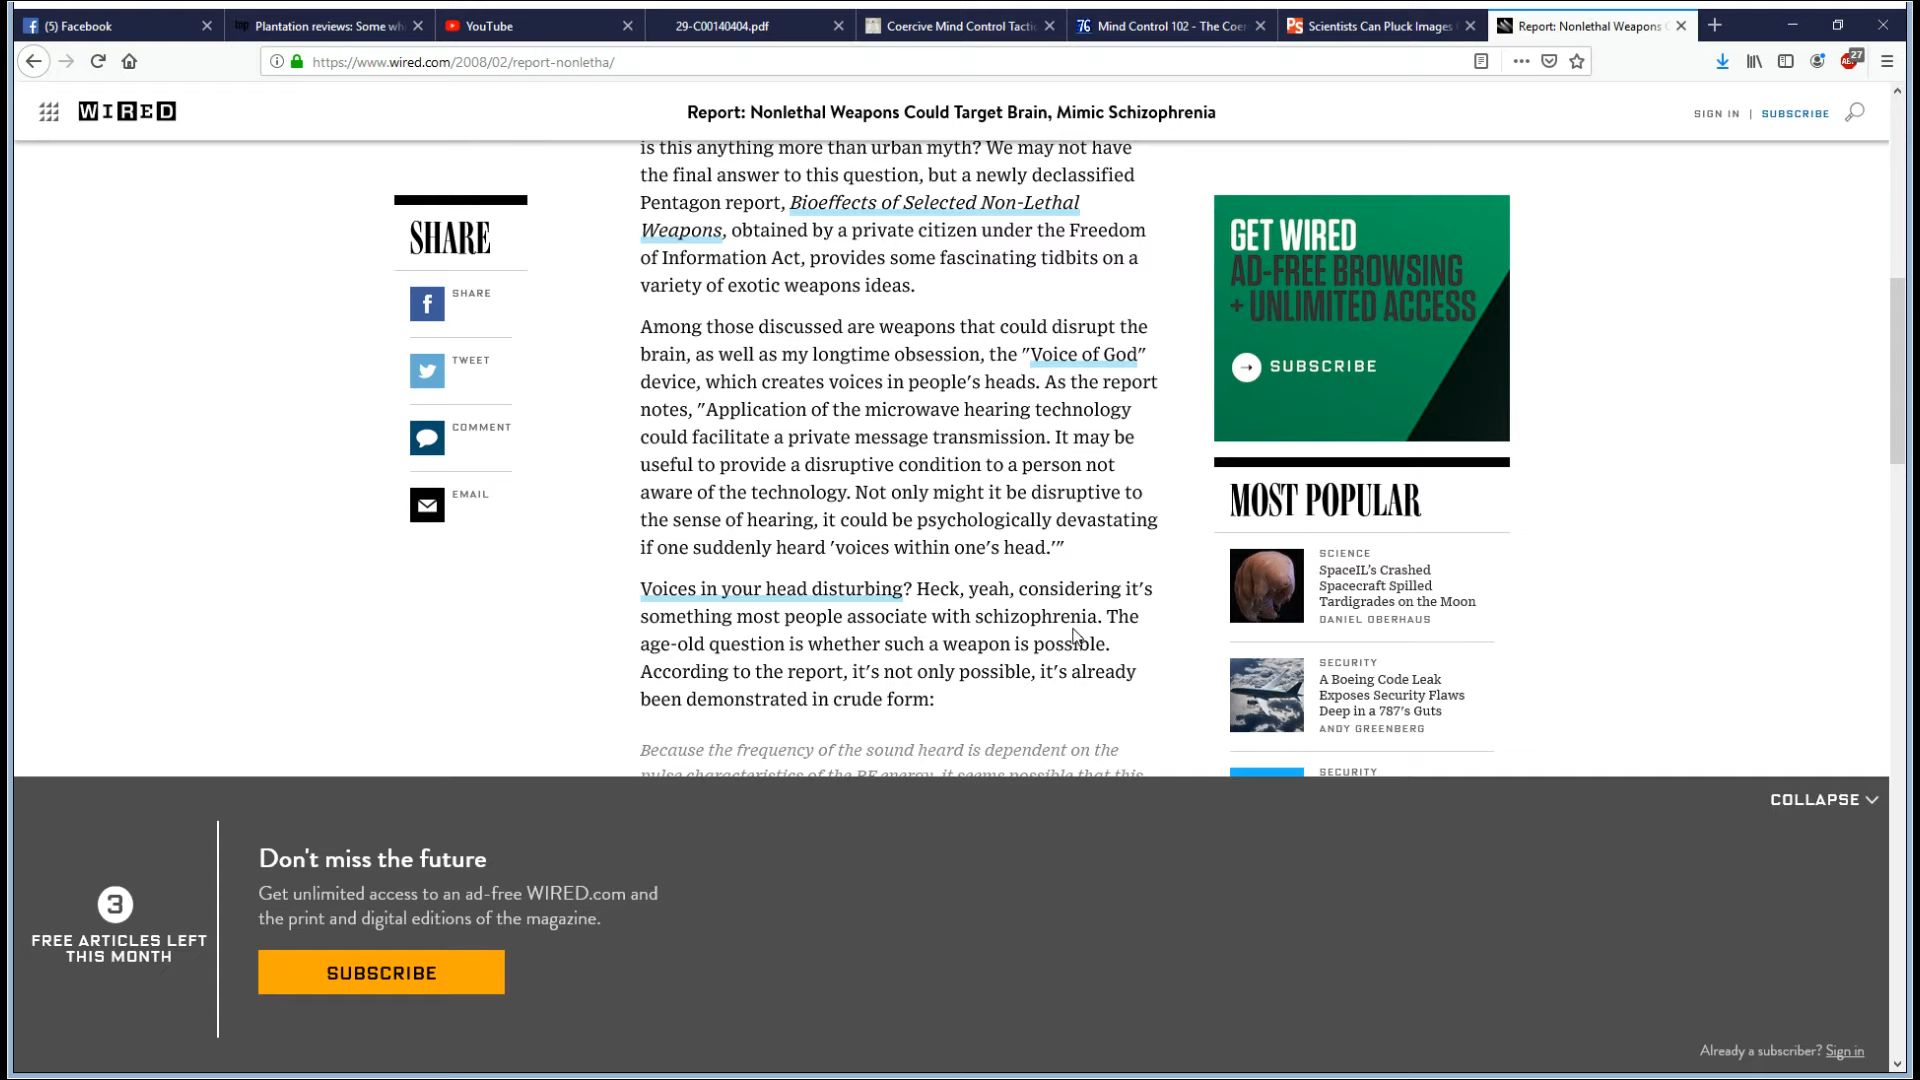 (5) Facebook
Plantation reviews: Some wh
YouTube
29-C00140404.pdf
Coercive Mind Control Tactic
76 Mind Control 102 - The Coer
Scientists Can Pluck Images
Report: Nonlethal Weapons C
https://www.wired.com/2008/02/report-nonletha/
27
WIRED
Report: Nonlethal Weapons Could Target Brain, Mimic Schizophrenia
SIGN IN | SUBSCRIBE
SHARE
SHARE
TWEET
COMMENT
EMAIL
is this anything more than urban myth? We may not have
the final answer to this question, but a newly declassified
Pentagon report, Bioeffects of Selected Non-Lethal
Weapons, obtained by a private citizen under the Freedom
of Information Act, provides some fascinating tidbits on a
variety of exotic weapons ideas.
Among those discussed are weapons that could disrupt the
brain, as well as my longtime obsession, the "Voice of God"
device, which creates voices in people's heads. As the report
notes, "Application of the microwave hearing technology
could facilitate a private message transmission. It may be
useful to provide a disruptive condition to a person not
aware of the technology. Not only might it be disruptive to
the sense of hearing, it could be psychologically devastating
if one suddenly heard 'voices within one's head.'"
Voices in your head disturbing? Heck, yeah, considering it's
something most people associate with schizophrenia. The
age-old question is whether such a weapon is possible.
According to the report, it's not only possible, it's already
been demonstrated in crude form:
Because the frequency of the sound heard is dependent on the
pulse characteristics of the RF energy, it seems possible that this
GET WIRED
AD-FREE BROWSING
+ UNLIMITED ACCESS
SUBSCRIBE
MOST POPULAR
SCIENCE
SpaceIL's Crashed
Spacecraft Spilled
Tardigrades on the Moon
DANIEL OBERHAUS
SECURITY
A Boeing Code Leak
Exposes Security Flaws
Deep in a 787's Guts
ANDY GREENBERG
SECURITY
COLLAPSE
3
FREE ARTICLES LEFT
THIS MONTH
Don't miss the future
Get unlimited access to an ad-free WIRED.com and
the print and digital editions of the magazine.
SUBSCRIBE
Already a subscriber? Sign in